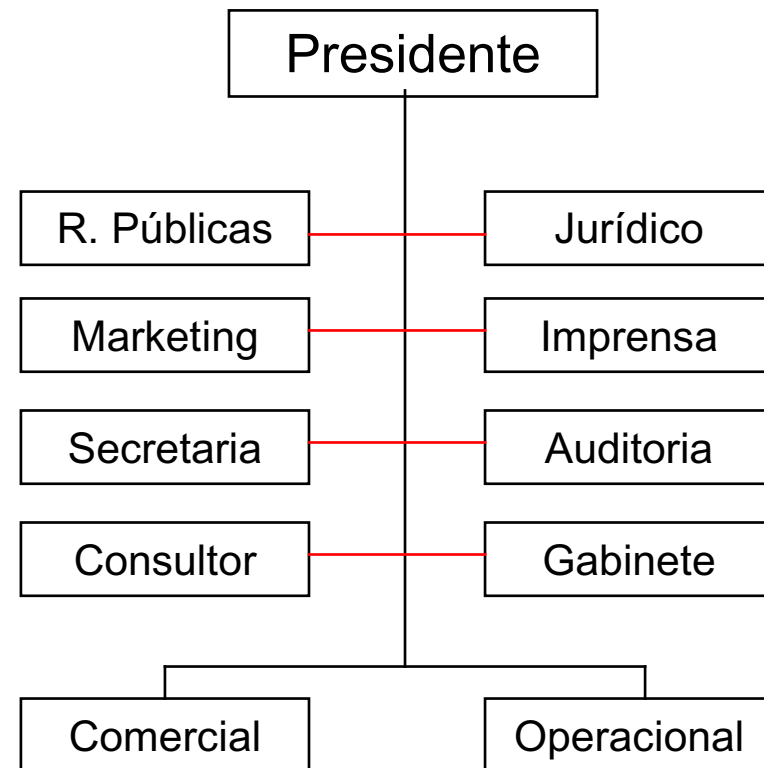 Presidente
R. Públicas
Jurídico
Marketing
Imprensa
Secretaria
Auditoria
Consultor
Gabinete
Comercial
Operacional